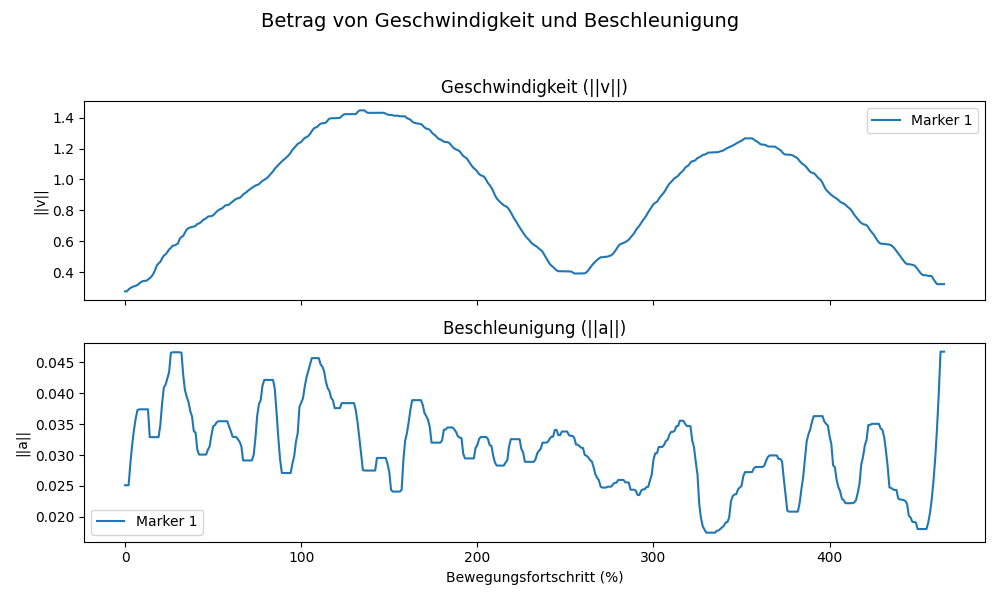 Betrag von Geschwindigkeit und Beschleunigung
Geschwindigkeit (||v||)
1.4
1.2
1.0
0.8
0.6
0.4
||v||
Marker 1
Beschleunigung (||a||)
0.045
0.040
0.035
0.030
0.025
0.020
||a||
Marker 1
0
100
200
300
400
Bewegungsfortschritt (%)